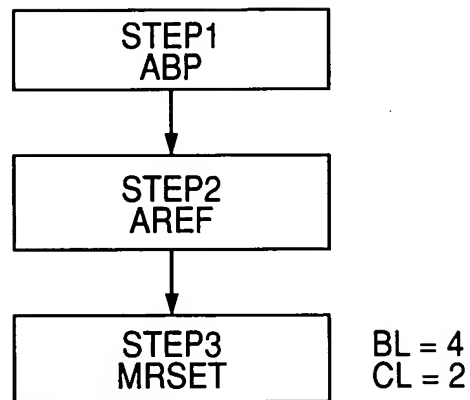 STEP1
ABP
STEP2
AREF
STEP3
MRSET
BL = 4
CL = 2